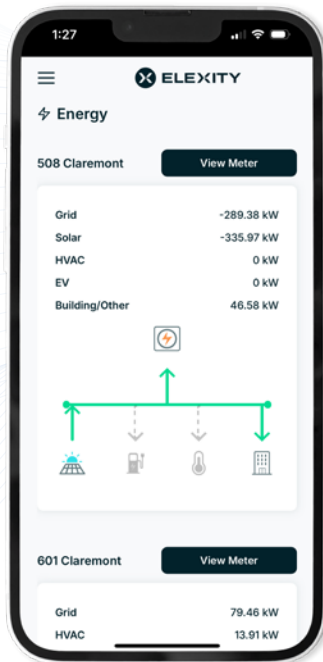 1:27
ELEXITY
Energy
508 Claremont View Meter
Grid -289.38 kW
Solar -335.97 kW
HVAC 0 kW
EV 0 kW
Building/Other 46.58 kW
601 Claremont View Meter
Grid 79.46 kW
HVAC 13.91 kW